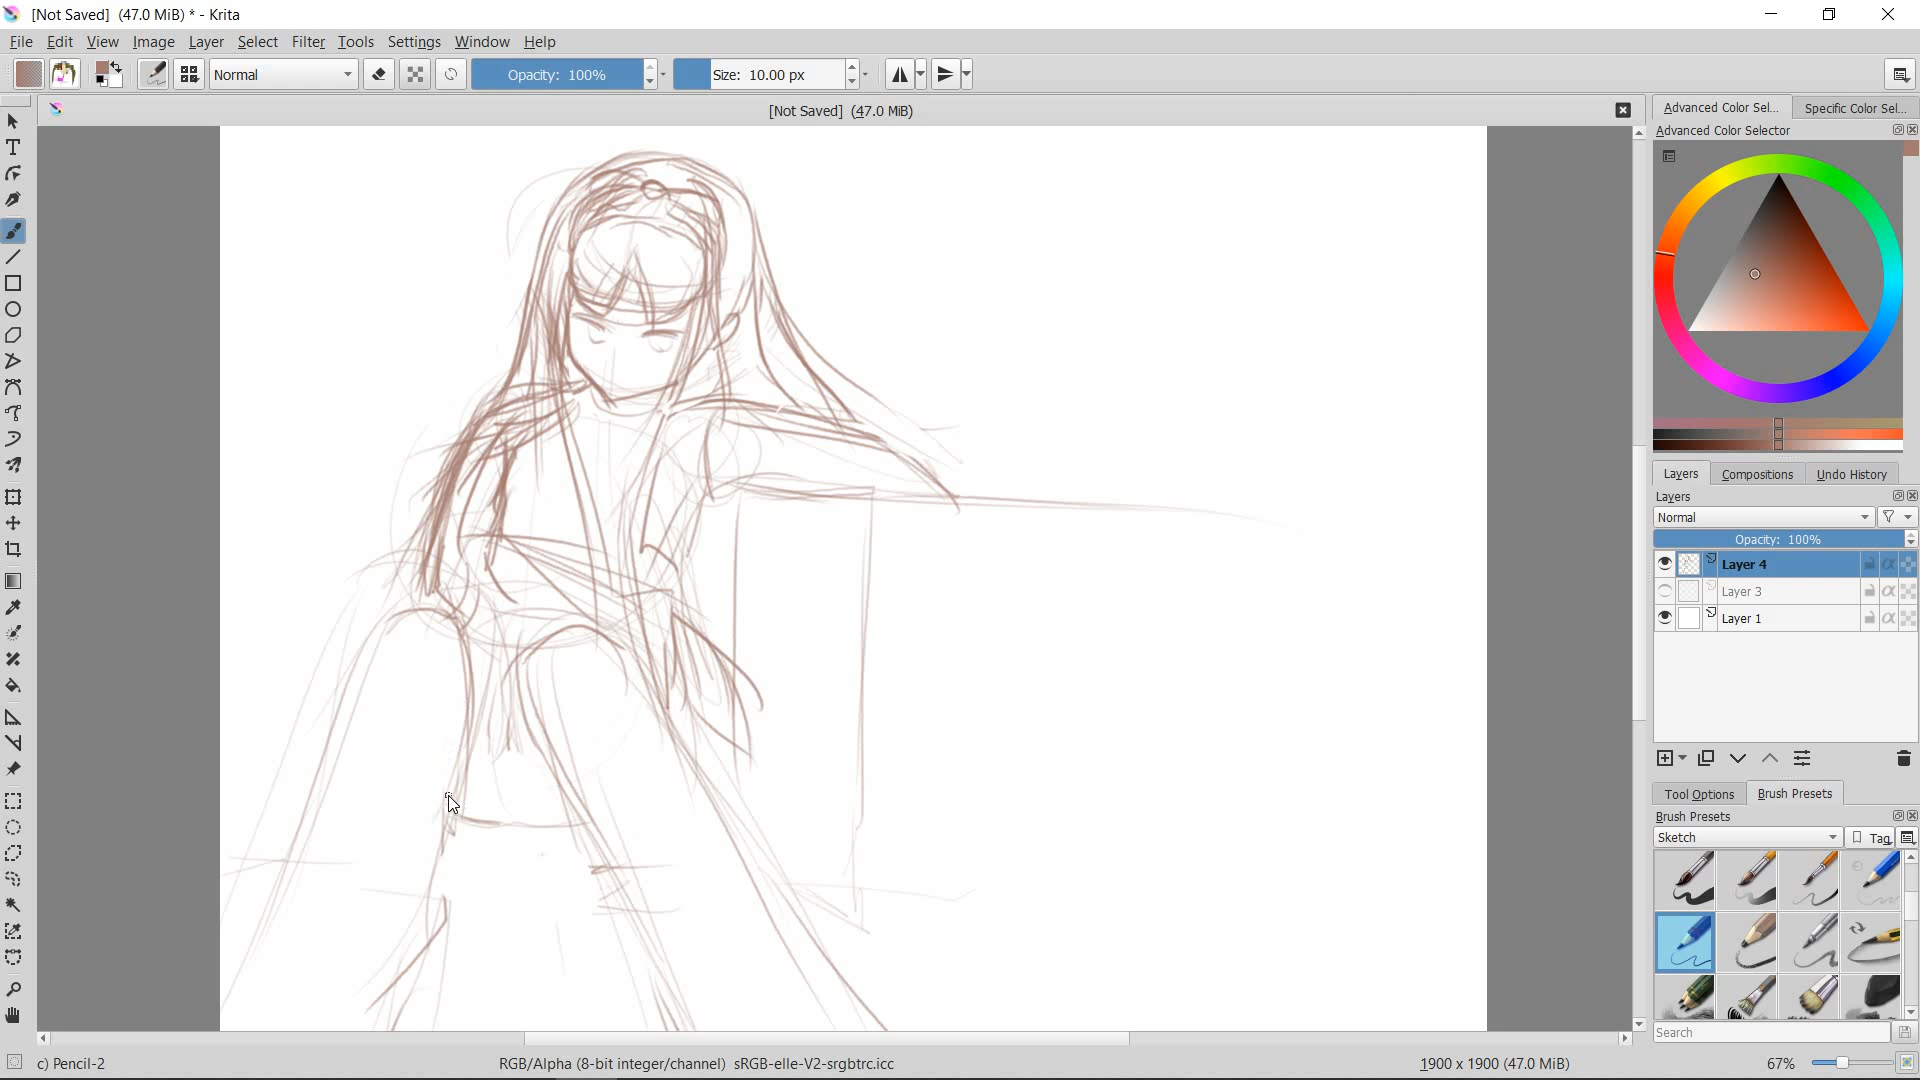 [Not Saved]  (47.0 MiB) * - Krita
File Edit View Image Layer Select Filter Tools Settings Window Help
Normal Opacity: 100% Size: 10.00 px
[Not Saved]  (47.0 MiB)
Advanced Color Sel... Specific Color Sel...
Advanced Color Selector
Layers Compositions Undo History
Layers
Normal
Opacity: 100%
Layer 4
Layer 3
Layer 1
Tool Options Brush Presets
Brush Presets
Sketch Tag
Search
c) Pencil-2 RGB/Alpha (8-bit integer/channel)  sRGB-elle-V2-srgbtrc.icc 1900 x 1900 (47.0 MiB) 67%